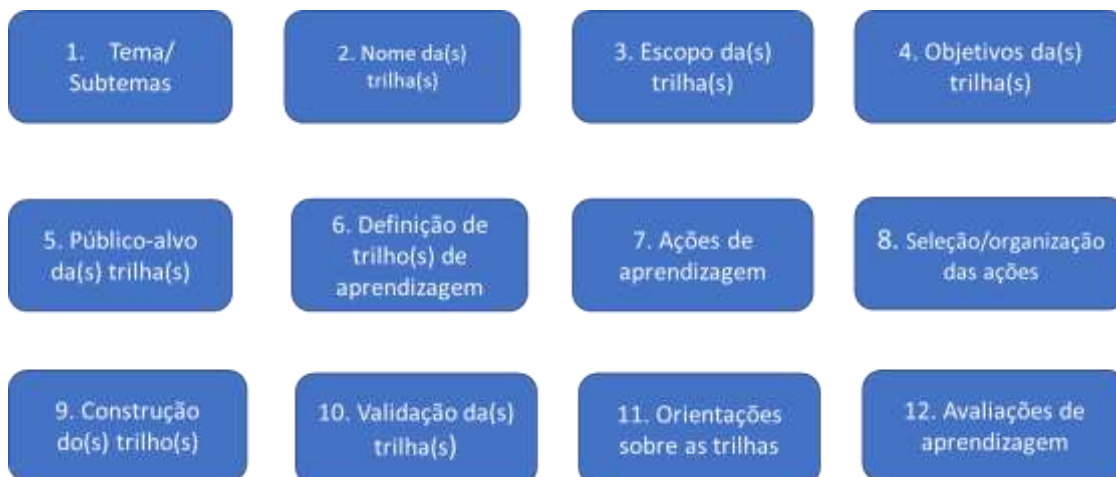 1. Tema/
Subtemas
2. Nome da(s)
trilha(s)
3. Escopo da(s)
trilha(s)
4. Objetivos da(s)
trilha(s)
5. Público-alvo
da(s) trilha(s)
6. Definição de
trilho(s) de
aprendizagem
7. Ações de
aprendizagem
8. Seleção/organização
das ações
9. Construção
do(s) trilho(s)
10. Validação da(s)
trilha(s)
11. Orientações
sobre as trilhas
12. Avaliações de
aprendizagem